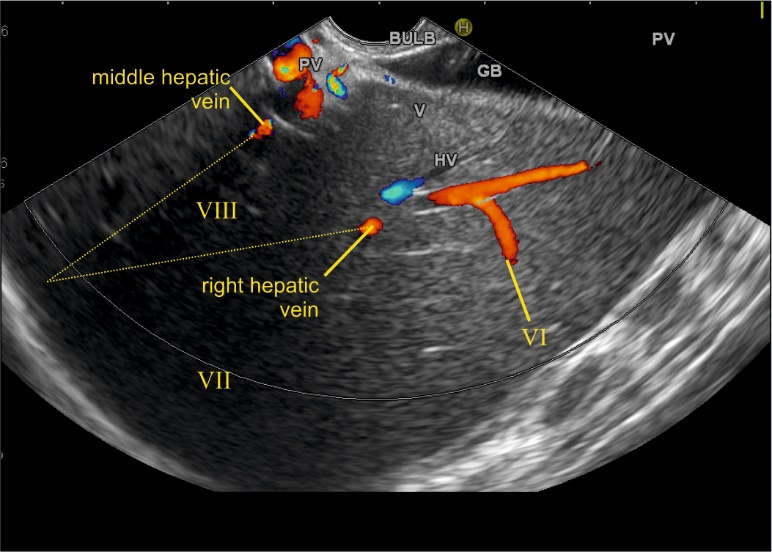 BULB
H
PV
GB
PV
middle hepatic
vein
V
HV
VIII
right hepatic
vein
VI
VII